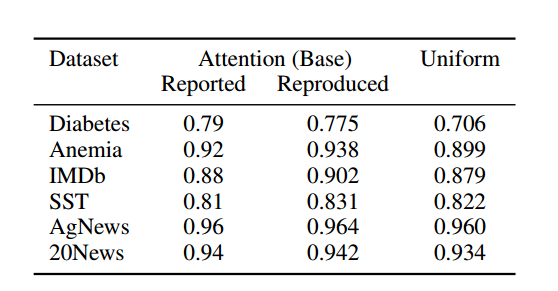 Dataset Attention (Base) Uniform
Reported Reproduced
Diabetes 0.79 0.775 0.706
Anemia 0.92 0.938 0.899
IMDb 0.88 0.902 0.879
SST 0.81 0.831 0.822
AgNews 0.96 0.964 0.960
20News 0.94 0.942 0.934